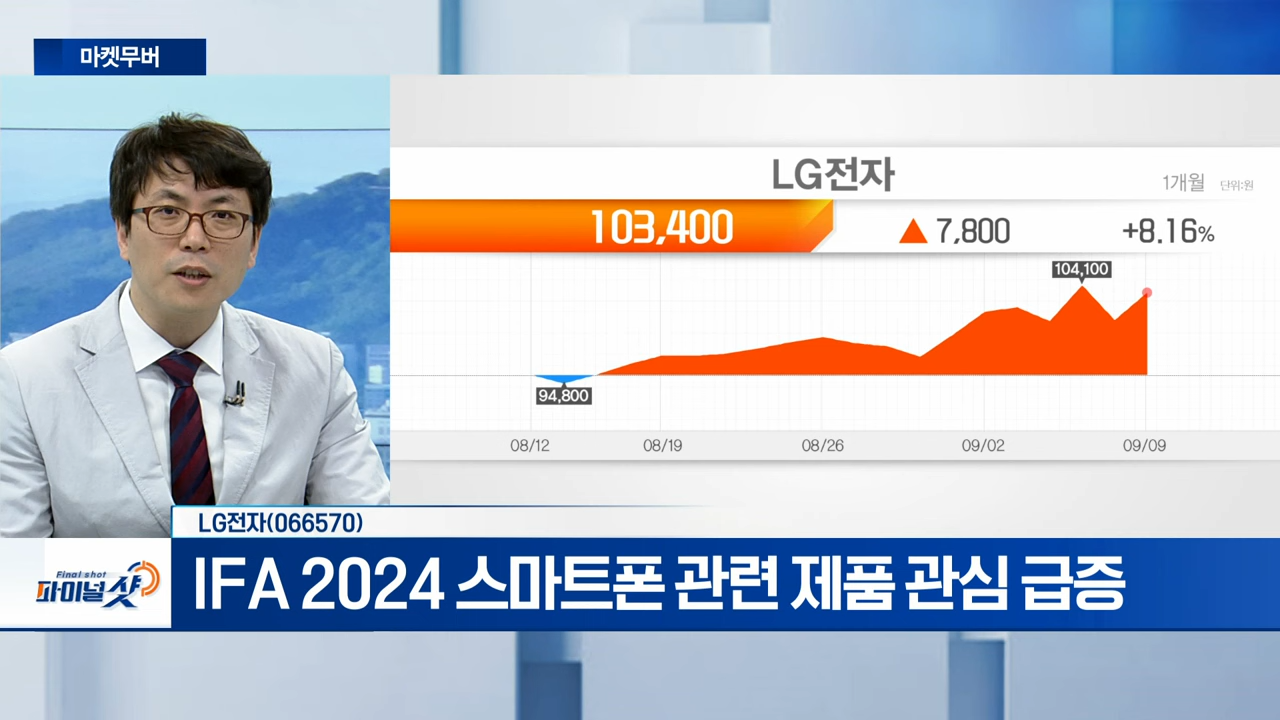 마켓무버
LG전자
1개월 단위:원
103,400 ▲ 7,800 +8.16%
104,100
94,800
08/12 08/19 08/26 09/02 09/09
LG전자(066570)
Final shot
파이널샷
IFA 2024 스마트폰 관련 제품 관심 급증